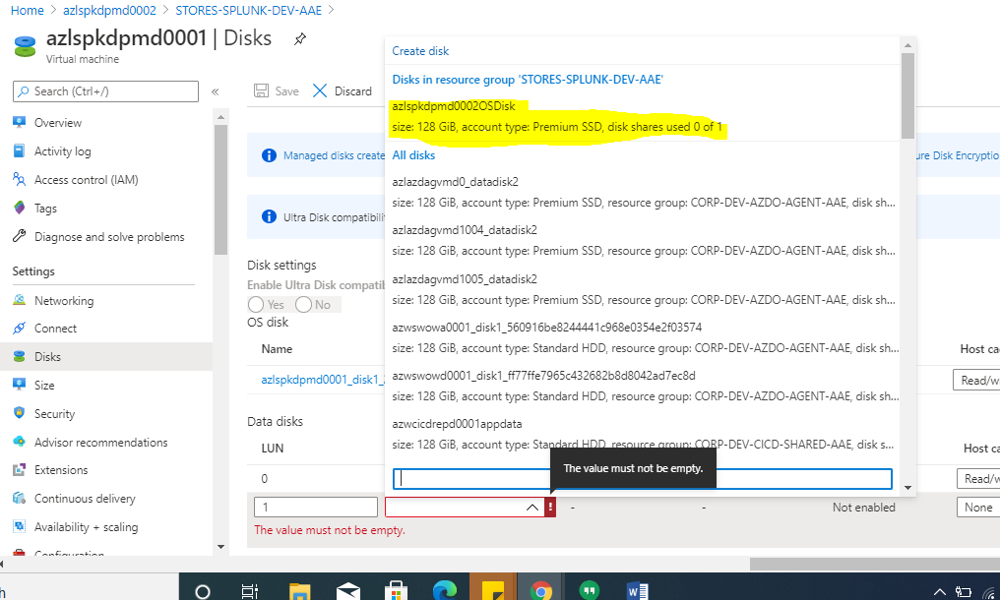 Home > azlspkdpmd0002 > STORES-SPLUNK-DEV-AAE >
azlspkdpmd0001 | Disks
Virtual machine
Search (Ctrl+/)
«
Overview
Activity log
Access control (IAM)
Tags
Diagnose and solve problems
Settings
Networking
Connect
Disks
Size
Security
Advisor recommendations
Extensions
Continuous delivery
Availability + scaling
Configuration
Save
Discard
Managed disks create
ure Disk Encryptio
Ultra Disk compatibili
Disk settings
Enable Ultra Disk compatib
Yes
No
OS disk
Name
Host ca
azlspkdpmd0001_disk1_
Read/w
Data disks
LUN
Host ca
0
Read/w
1
!
-
-
Not enabled
None
The value must not be empty.
Create disk
Disks in resource group 'STORES-SPLUNK-DEV-AAE'
azlspkdpmd0002OSDisk
size: 128 GiB, account type: Premium SSD, disk shares used 0 of 1
All disks
azlazdagvmd0_datadisk2
size: 128 GiB, account type: Premium SSD, resource group: CORP-DEV-AZDO-AGENT-AAE, disk sh...
azlazdagvmd1004_datadisk2
size: 128 GiB, account type: Premium SSD, resource group: CORP-DEV-AZDO-AGENT-AAE, disk sh...
azlazdagvmd1005_datadisk2
size: 128 GiB, account type: Premium SSD, resource group: CORP-DEV-AZDO-AGENT-AAE, disk sh...
azwswowa0001_disk1_560916be8244441c968e0354e2f03574
size: 128 GiB, account type: Standard HDD, resource group: CORP-DEV-AZDO-AGENT-AAE, disk sh...
azwswowd0001_disk1_ff77ffe7965c432682b8d8042ad7ec8d
size: 128 GiB, account type: Standard HDD, resource group: CORP-DEV-AZDO-AGENT-AAE, disk sh...
azwcicdrepd0001appdata
size: 128 GiB, account type: Standard HDD, resource group: CORP-DEV-CICD-SHARED-AAE, disk s...
The value must not be empty.
h